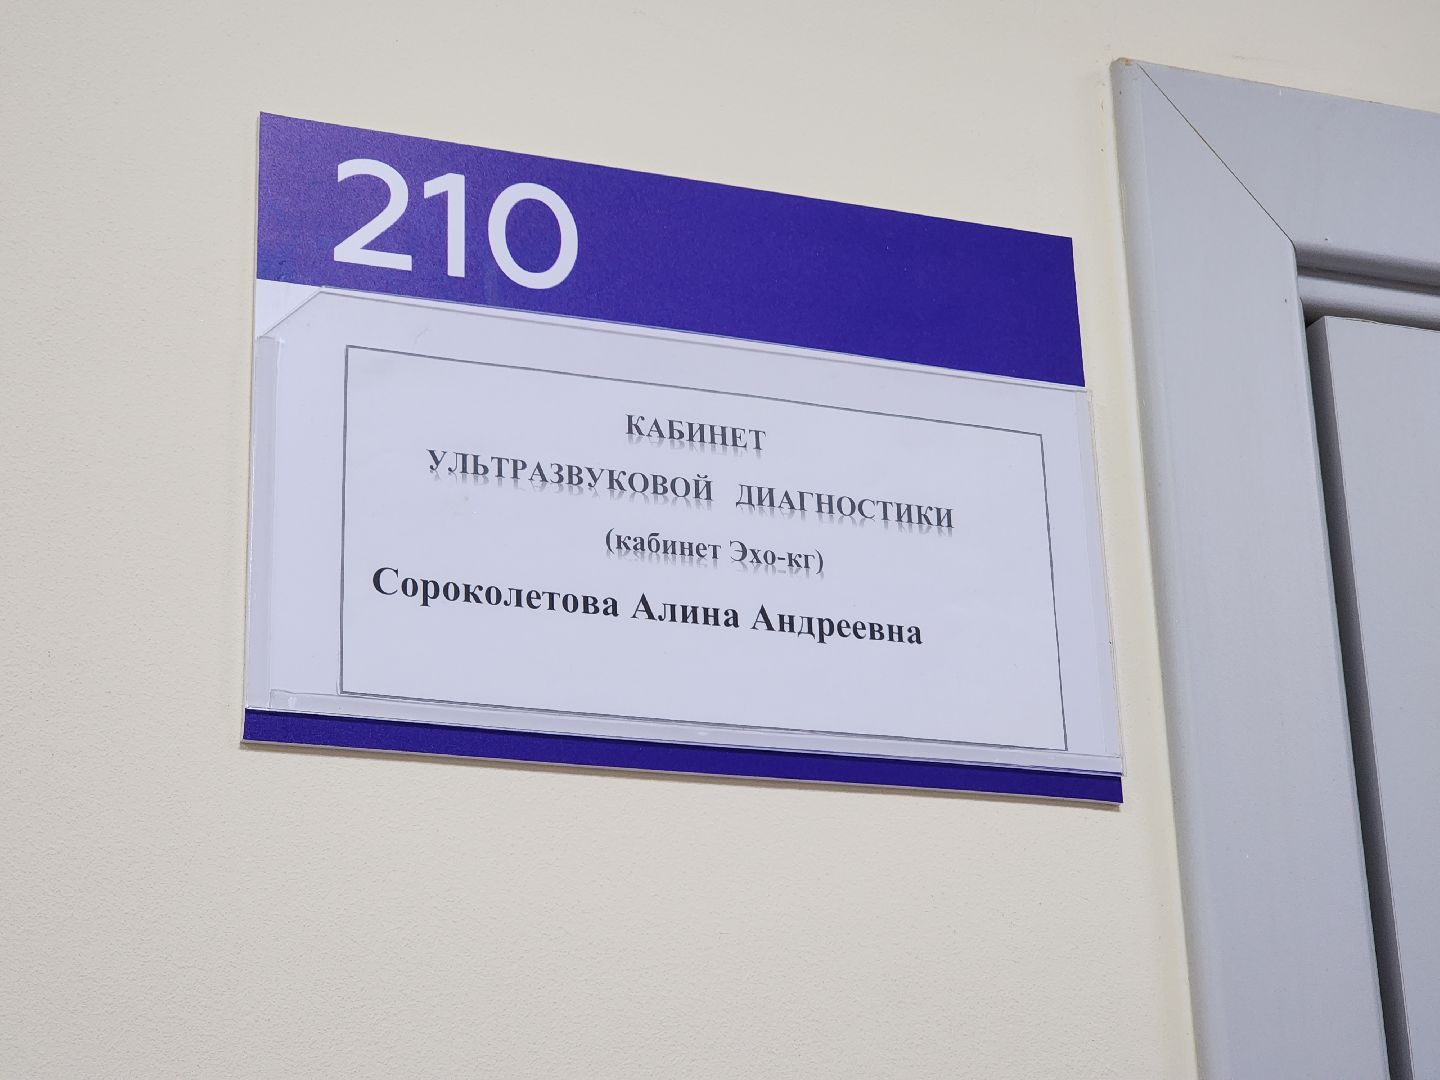 210
КАБИНЕТ
УЛЬТРАЗВУКОВОЙ ДИАГНОСТИКИ
(кабинет Эхо-кг)
Сороколетова Алина Андреевна